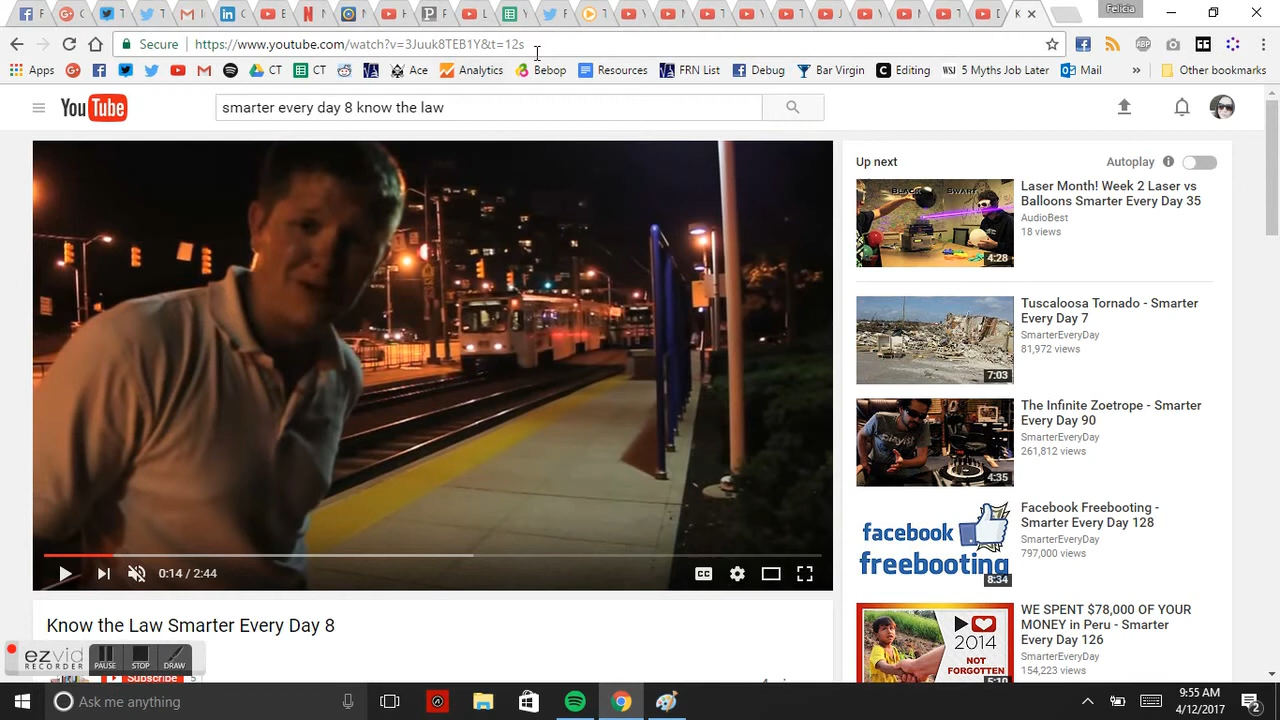 F
G
T
T
M
in C
B
N
M
H
P
L
Y
F
T
Y
M
T
Y
T
J
Y
M
T
D
K
Felicia
Secure
https://www.youtube.com/watch?v=3Juuk8TEB1Y&t=12s
ABP
Apps
CT
CT
Ace
Analytics
Bebop
Resources
FRN List
Debug
Bar Virgin
Editing
WSJ 5 Myths Job Later
Mail
»
Other bookmarks
YouTube
smarter every day 8 know the law
Up next
Autoplay
Laser Month! Week 2 Laser vs
Balloons Smarter Every Day 35
AudioBest
18 views
4:28
Tuscaloosa Tornado - Smarter
Every Day 7
SmarterEveryDay
81,972 views
7:03
The Infinite Zoetrope - Smarter
Every Day 90
SmarterEveryDay
261,812 views
4:35
facebook
freebooting
8:34
Facebook Freebooting -
Smarter Every Day 128
SmarterEveryDay
797,000 views
2014
NOT
FORGOTTEN
5:10
WE SPENT $78,000 OF YOUR
MONEY in Peru - Smarter
Every Day 126
SmarterEveryDay
154,223 views
0:14 / 2:44
CC
Know the Law Smarter Every Day 8
ezvid
RECORDER
PAUSE
STOP
DRAW
Subscribe
Ask me anything
9:55 AM
4/12/2017
2